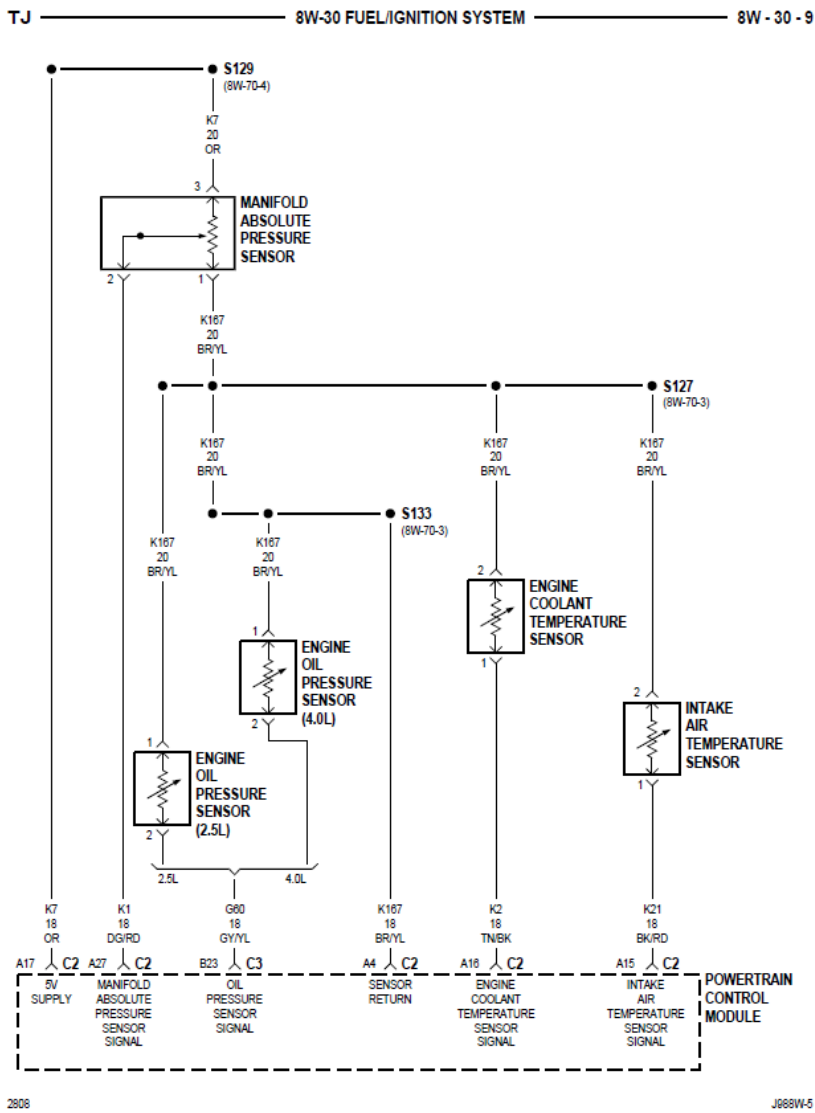 TJ 8W-30 FUEL/IGNITION SYSTEM 8W - 30 - 9
S129
(8W-70-4)
K7
20
OR
3
MANIFOLD
ABSOLUTE
PRESSURE
SENSOR
2 1
K167
20
BR/YL
S127
(8W-70-3)
K167
20
BR/YL
K167
20
BR/YL
K167
20
BR/YL
S133
(8W-70-3)
K167
20
BR/YL
K167
20
BR/YL
2
ENGINE
COOLANT
TEMPERATURE
SENSOR
1
1
ENGINE
OIL
PRESSURE
SENSOR
(4.0L)
2
2
INTAKE
AIR
TEMPERATURE
SENSOR
1
1
ENGINE
OIL
PRESSURE
SENSOR
(2.5L)
2
2.5L 4.0L
K7
18
OR
K1
18
DG/RD
G60
18
GY/YL
K167
18
BR/YL
K2
18
TN/BK
K21
18
BK/RD
A17 C2 A27 C2 B23 C3 A4 C2 A16 C2 A15 C2
5V
SUPPLY
MANIFOLD
ABSOLUTE
PRESSURE
SENSOR
SIGNAL
OIL
PRESSURE
SENSOR
SIGNAL
SENSOR
RETURN
ENGINE
COOLANT
TEMPERATURE
SENSOR
SIGNAL
INTAKE
AIR
TEMPERATURE
SENSOR
SIGNAL
POWERTRAIN
CONTROL
MODULE
2808 J988W-5